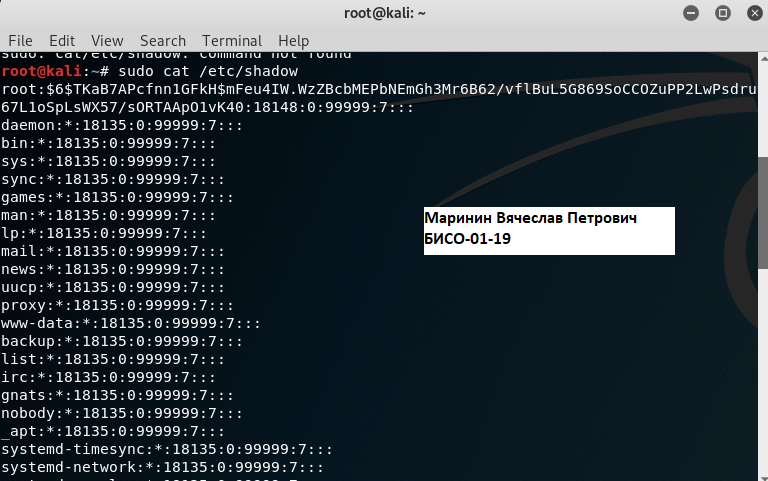 root@kali: ~
File Edit View Search Terminal Help
sudo: cat/etc/shadow: command not found
root@kali:~# sudo cat /etc/shadow
root:$6$TKaB7APcfnn1GFkH$mFeu4IW.WzZBcbMEPbNEmGh3Mr6B62/vflBuL5G869SoCCOZuPP2LwPsdru
67L1oSpLsWX57/sORTAApO1vK40:18148:0:99999:7:::
daemon:*:18135:0:99999:7:::
bin:*:18135:0:99999:7:::
sys:*:18135:0:99999:7:::
sync:*:18135:0:99999:7:::
games:*:18135:0:99999:7:::
man:*:18135:0:99999:7:::
Маринин Вячеслав Петрович
lp:*:18135:0:99999:7:::
БИСО-01-19
mail:*:18135:0:99999:7:::
news:*:18135:0:99999:7:::
uucp:*:18135:0:99999:7:::
proxy:*:18135:0:99999:7:::
www-data:*:18135:0:99999:7:::
backup:*:18135:0:99999:7:::
list:*:18135:0:99999:7:::
irc:*:18135:0:99999:7:::
gnats:*:18135:0:99999:7:::
nobody:*:18135:0:99999:7:::
_apt:*:18135:0:99999:7:::
systemd-timesync:*:18135:0:99999:7:::
systemd-network:*:18135:0:99999:7:::